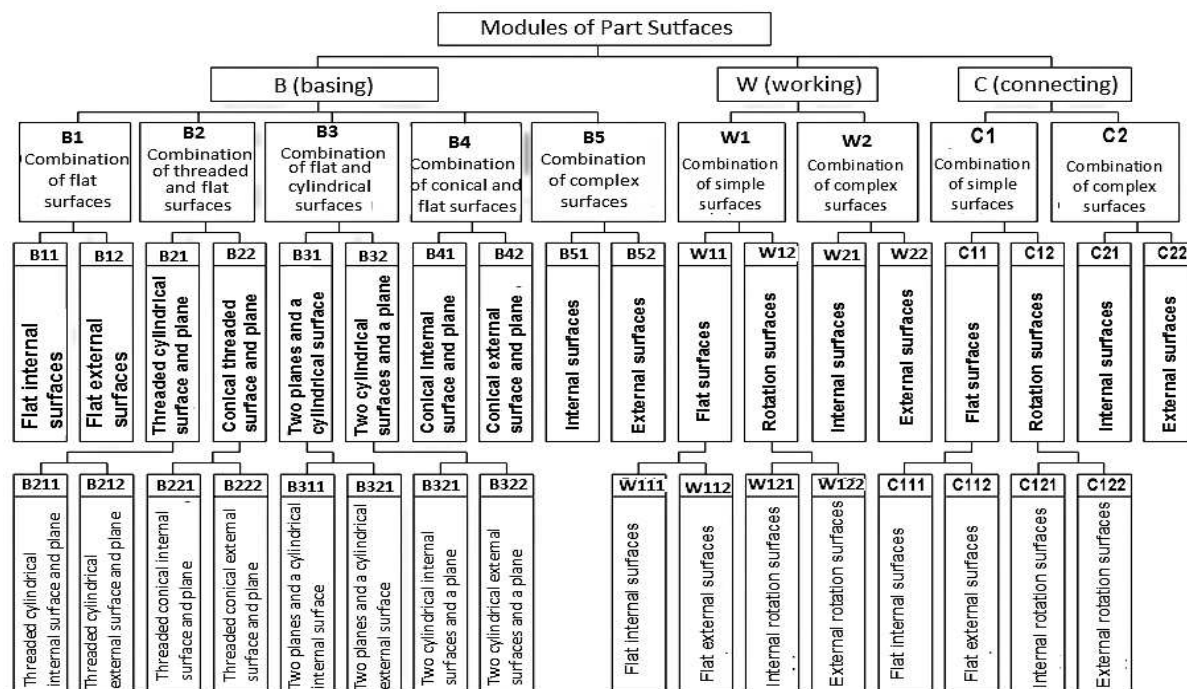 Modules of Part Sutfaces
B (basing)
W (working)
C (connecting)
B1
Combination
of flat
surfaces
B2
Combination
of threaded
and flat
surfaces
B3
Combination
of flat and
cylindrical
surfaces
B4
Combination
of conical and
flat surfaces
B5
Combination
of complex
surfaces
W1
Combination
of simple
surfaces
W2
Combination
of complex
surfaces
C1
Combination
of simple
surfaces
C2
Combination
of complex
surfaces
B11
Flat internal
surfaces
B12
Flat external
surfaces
B21
Threaded cylindrical
surface and plane
B22
Conical threaded
surface and plane
B31
Two planes and a
cylindrical surface
B32
Two cylindrical
surfaces and a plane
B41
Conical Internal
surface and plane
B42
Conical external
surface and plane
B51
Internal surfaces
B52
External surfaces
W11
Flat surfaces
W12
Rotation surfaces
W21
Internal surfaces
W22
External surfaces
C11
Flat surfaces
C12
Rotation surfaces
C21
Internal surfaces
C22
External surfaces
B211
Threaded cylindrical
internal surface and plane
B212
Threaded cylindrical
external surface and plane
B221
Threaded conical internal
surface and plane
B222
Threaded conical external
surface and plane
B311
Two planes and a cylindrical
internal surface
B321
Two planes and a cylindrical
external surface
B321
Two cylindrical internal
surfaces and a plane
B322
Two cylindrical external
surfaces and a plane
W111
Flat internal surfaces
W112
Flat external surfaces
W121
Internal rotation surfaces
W122
External rotation surfaces
C111
Flat internal surfaces
C112
Flat external surfaces
C121
Internal rotation surfaces
C122
External rotation surfaces